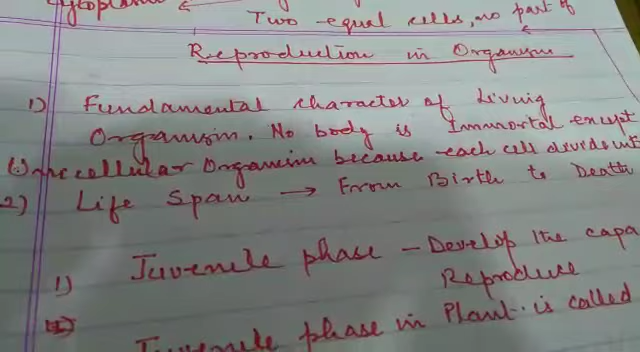 Cytoplasmic
Two equal cells, no part of
Reproduction in Organism
1) Fundamental character of Living
Organism. No body is Immortal except
Unicellular Organism because each cell divide into
2) Life Span → From Birth to Death
1) Juvenile phase - Develop the capa
Reproduce
Juvenile phase in Plant is called